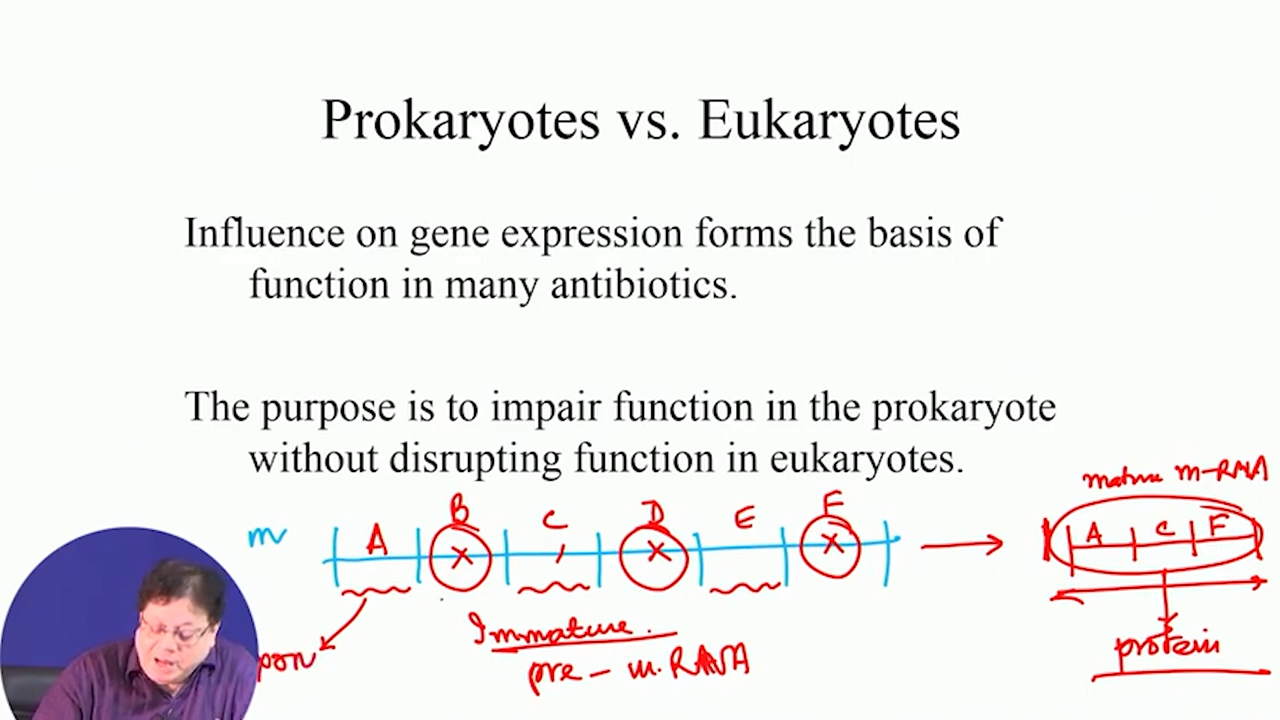 Prokaryotes vs. Eukaryotes
Influence on gene expression forms the basis of
function in many antibiotics.
The purpose is to impair function in the prokaryote
without disrupting function in eukaryotes.
mature m-RNA
m A B C D E F
A C F
Immature
pre-m.RNA
protein